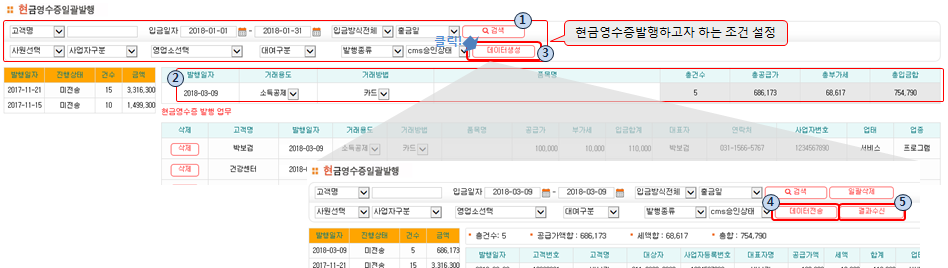 현금영수증일괄발행
고객명 입금일자 2018-01-01 ~ 2018-01-31 입금방식전체 출금일 검색 1
현금영수증발행하고자 하는 조건 설정
클릭!
사원선택 사업자구분 영업소선택 대여구분 발행종류 cms승인상태 데이터생성 3
발행일자 진행상태 건수 금액
2017-11-21 미전송 15 3,316,300
2017-11-15 미전송 10 1,499,300
2 발행일자 거래용도 거래방법 종목명 총건수 총공급가 총부가세 총입금합
2018-03-09 소득공제 카드 5 686,173 68,617 754,790
현금영수증 발행 업무
삭제 고객명 발행일자 거래용도 거래방법 종목명 공급가 부가세 입금합계 대표자 연락처 사업자번호 업태 업종
삭제 박보검 2018-03-09 소득공제 카드 100,000 10,000 110,000 박보검 031-1566-5767 1234567890 서비스 프로그램
삭제 건강센터 2018-
현금영수증일괄발행
고객명 입금일자 2018-03-09 ~ 2018-03-09 입금방식전체 출금일 검색 일괄삭제
사원선택 사업자구분 영업소선택 대여구분 발행종류 cms승인상태 4 데이터전송 결과수신 5
발행일자 진행상태 건수 금액
2018-03-09 미전송 5 686,173
2017-11-21 미전송 15 3,316,300
총건수: 5 공급가액합 : 686,173 세액합 : 68,617 총합 : 754,790
발행일자 고객번호 고객명 대상자 사업자등록번호 대표자명 공급가액 세액 합계 업태